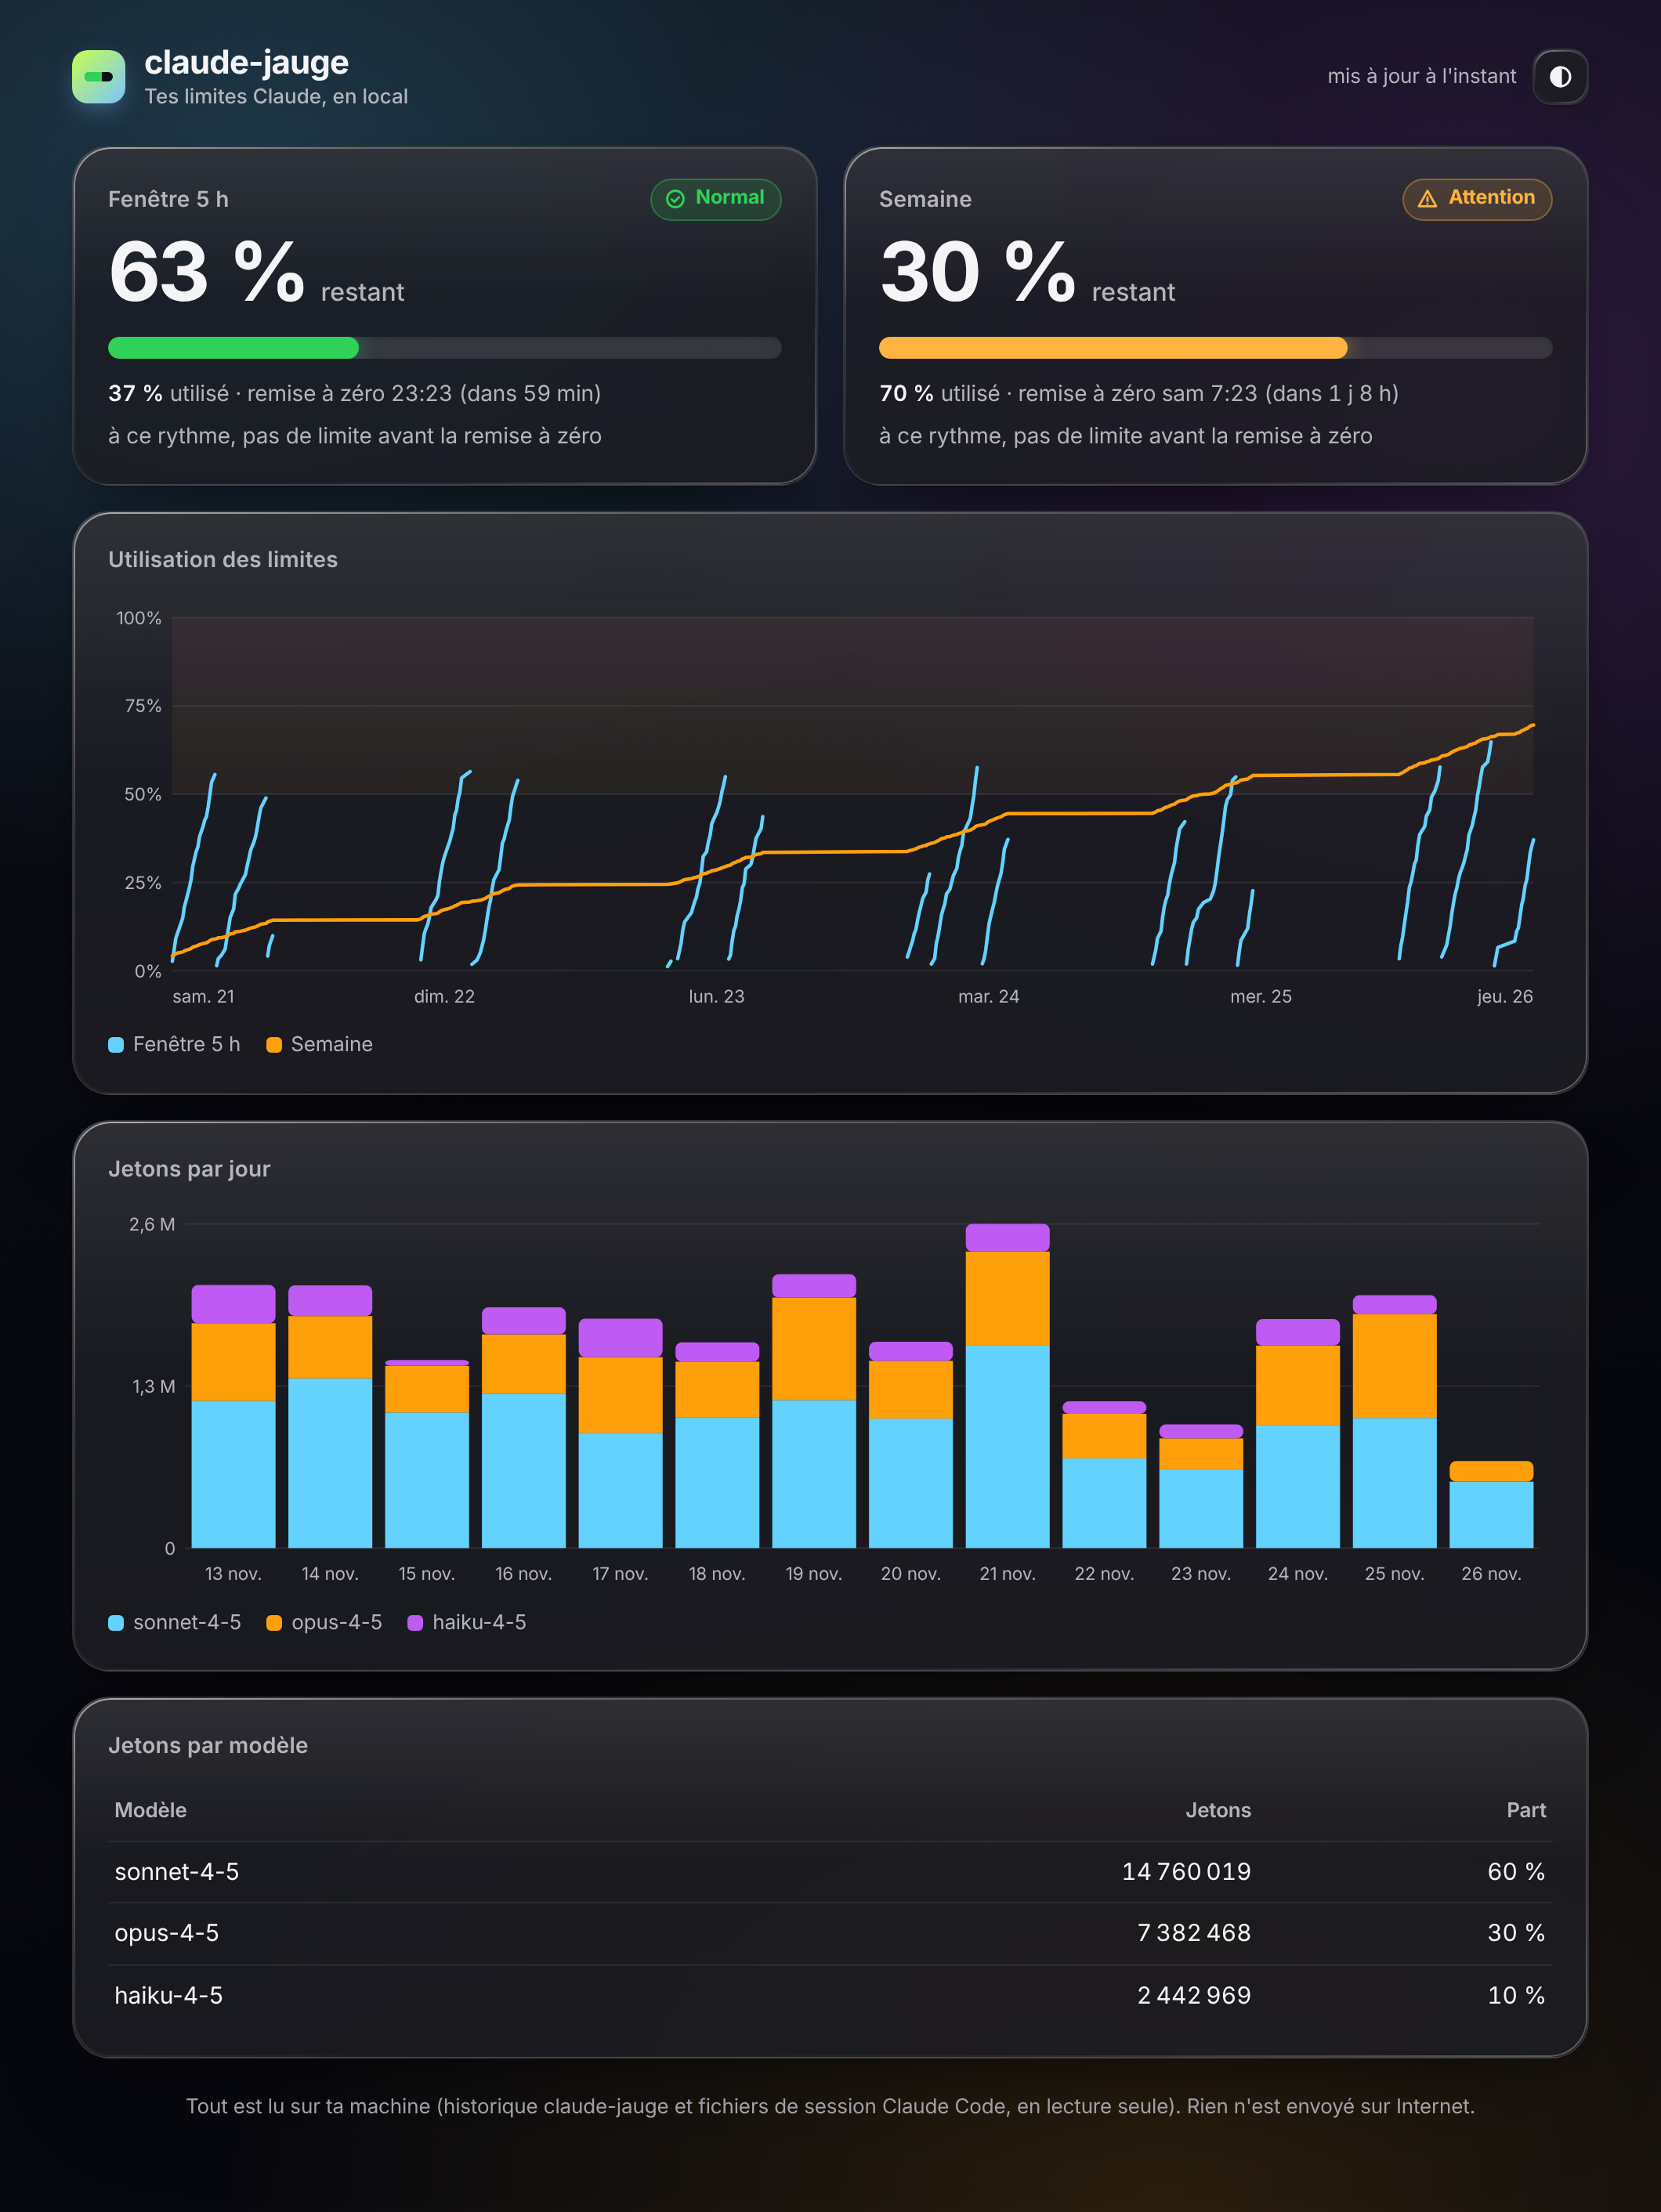 claude-jauge
Tes limites Claude, en local
mis à jour à l'instant
Fenêtre 5 h
Normal
63 % restant
37 % utilisé · remise à zéro 23:23 (dans 59 min)
à ce rythme, pas de limite avant la remise à zéro
Semaine
Attention
30 % restant
70 % utilisé · remise à zéro sam 7:23 (dans 1 j 8 h)
à ce rythme, pas de limite avant la remise à zéro
Utilisation des limites
100%
75%
50%
25%
0%
sam. 21 dim. 22 lun. 23 mar. 24 mer. 25 jeu. 26
Fenêtre 5 h Semaine
Jetons par jour
2,6 M
1,3 M
0
13 nov. 14 nov. 15 nov. 16 nov. 17 nov. 18 nov. 19 nov. 20 nov. 21 nov. 22 nov. 23 nov. 24 nov. 25 nov. 26 nov.
sonnet-4-5 opus-4-5 haiku-4-5
Jetons par modèle
Modèle Jetons Part
sonnet-4-5 14 760 019 60 %
opus-4-5 7 382 468 30 %
haiku-4-5 2 442 969 10 %
Tout est lu sur ta machine (historique claude-jauge et fichiers de session Claude Code, en lecture seule). Rien n'est envoyé sur Internet.